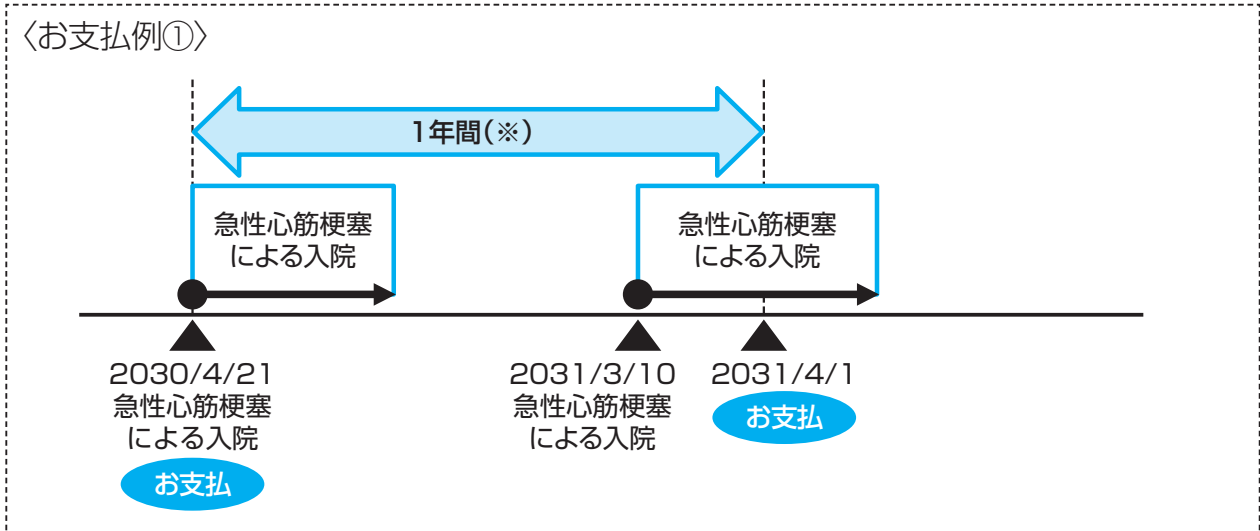 〈お支払例①〉
1年間(※)
急性心筋梗塞
による入院
急性心筋梗塞
による入院
2030/4/21
急性心筋梗塞
による入院
お支払
2031/3/10
急性心筋梗塞
による入院
2031/4/1
お支払